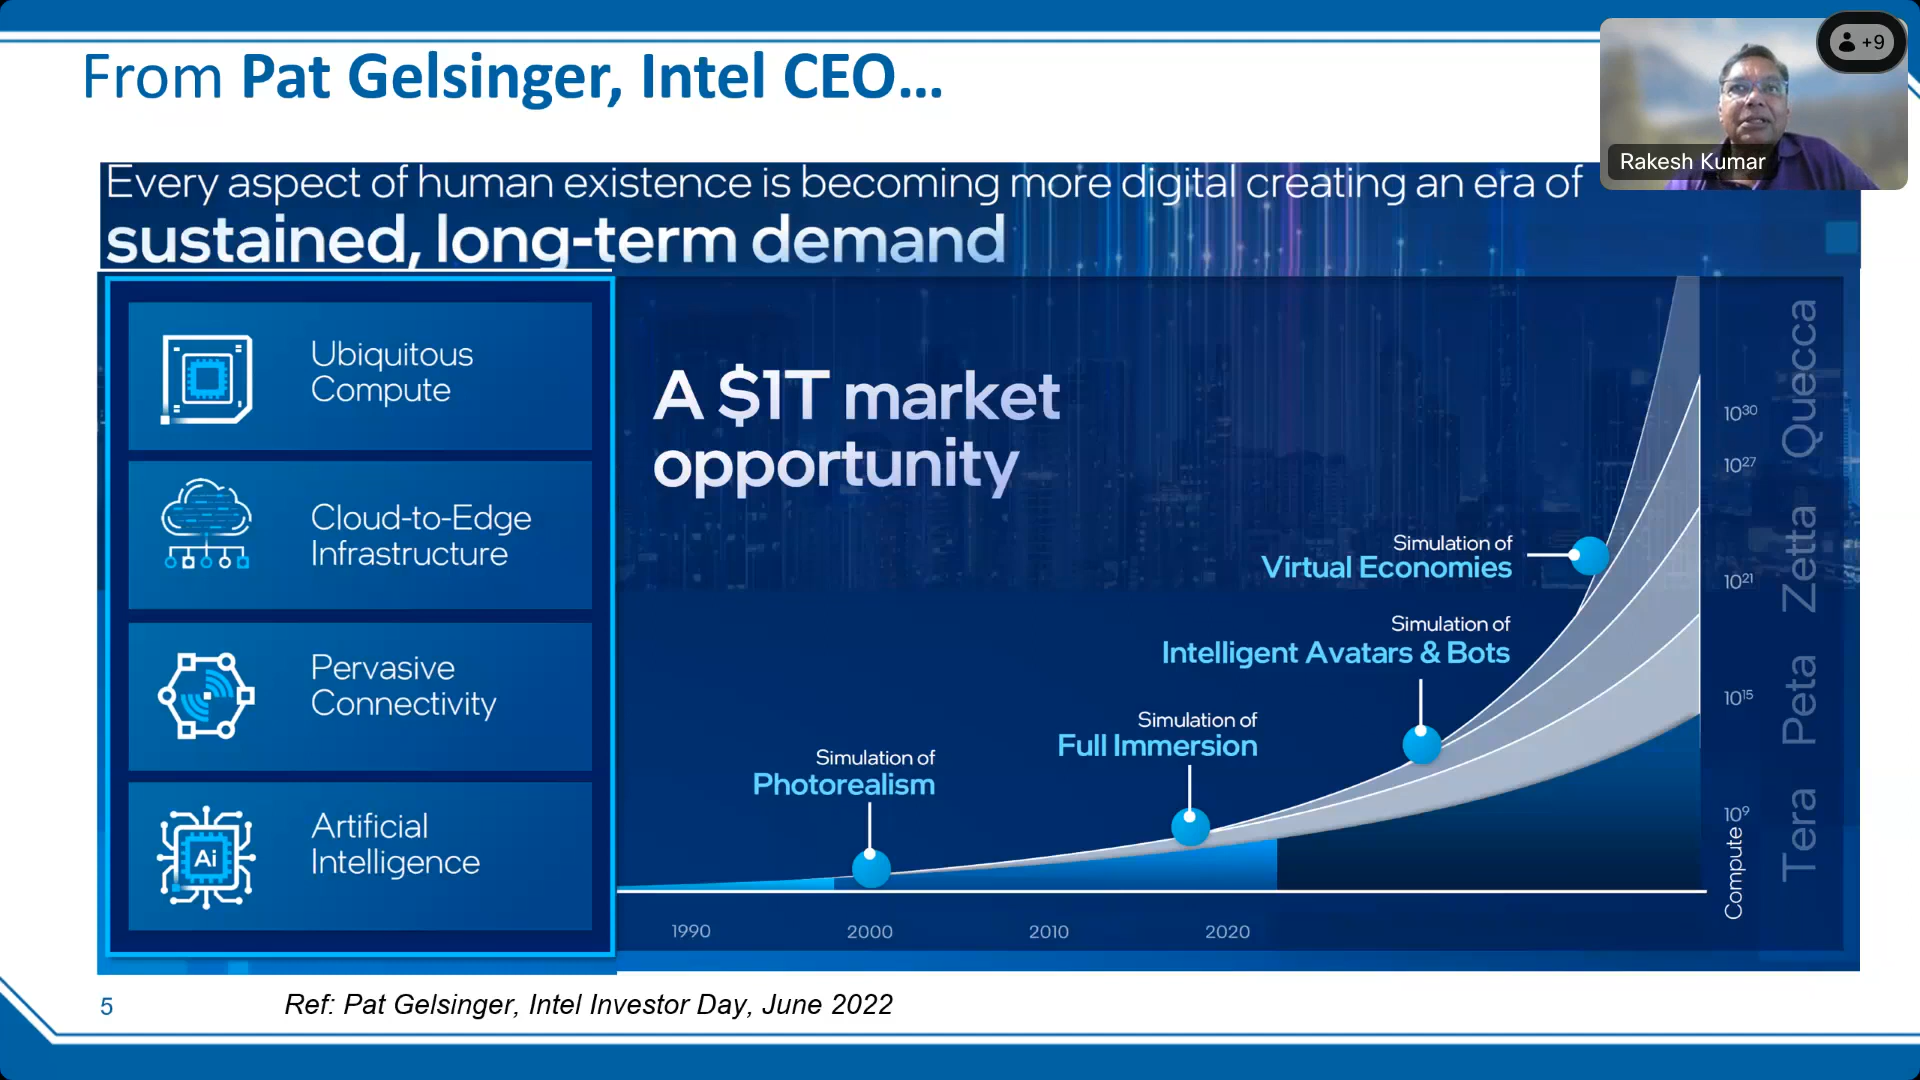 From Pat Gelsinger, Intel CEO...
+9
Rakesh Kumar
Every aspect of human existence is becoming more digital creating an era of
sustained, long-term demand
Ubiquitous
Compute
Cloud-to-Edge
Infrastructure
Pervasive
Connectivity
Ai
Artificial
Intelligence
A $1T market
opportunity
Simulation of
Photorealism
Simulation of
Full Immersion
Simulation of
Intelligent Avatars & Bots
Simulation of
Virtual Economies
1990
2000
2010
2020
10³⁰
10²⁷
10²¹
10¹⁵
10⁹
Compute
Tera Peta Zetta Quecca
5
Ref: Pat Gelsinger, Intel Investor Day, June 2022